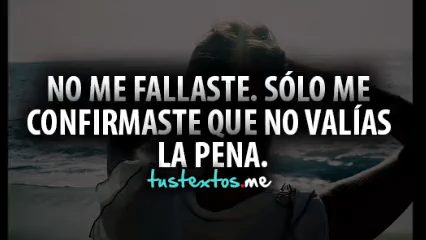 NO ME FALLASTE. SÓLO ME
CONFIRMASTE QUE NO VALÍAS
LA PENA.
tustextos.me